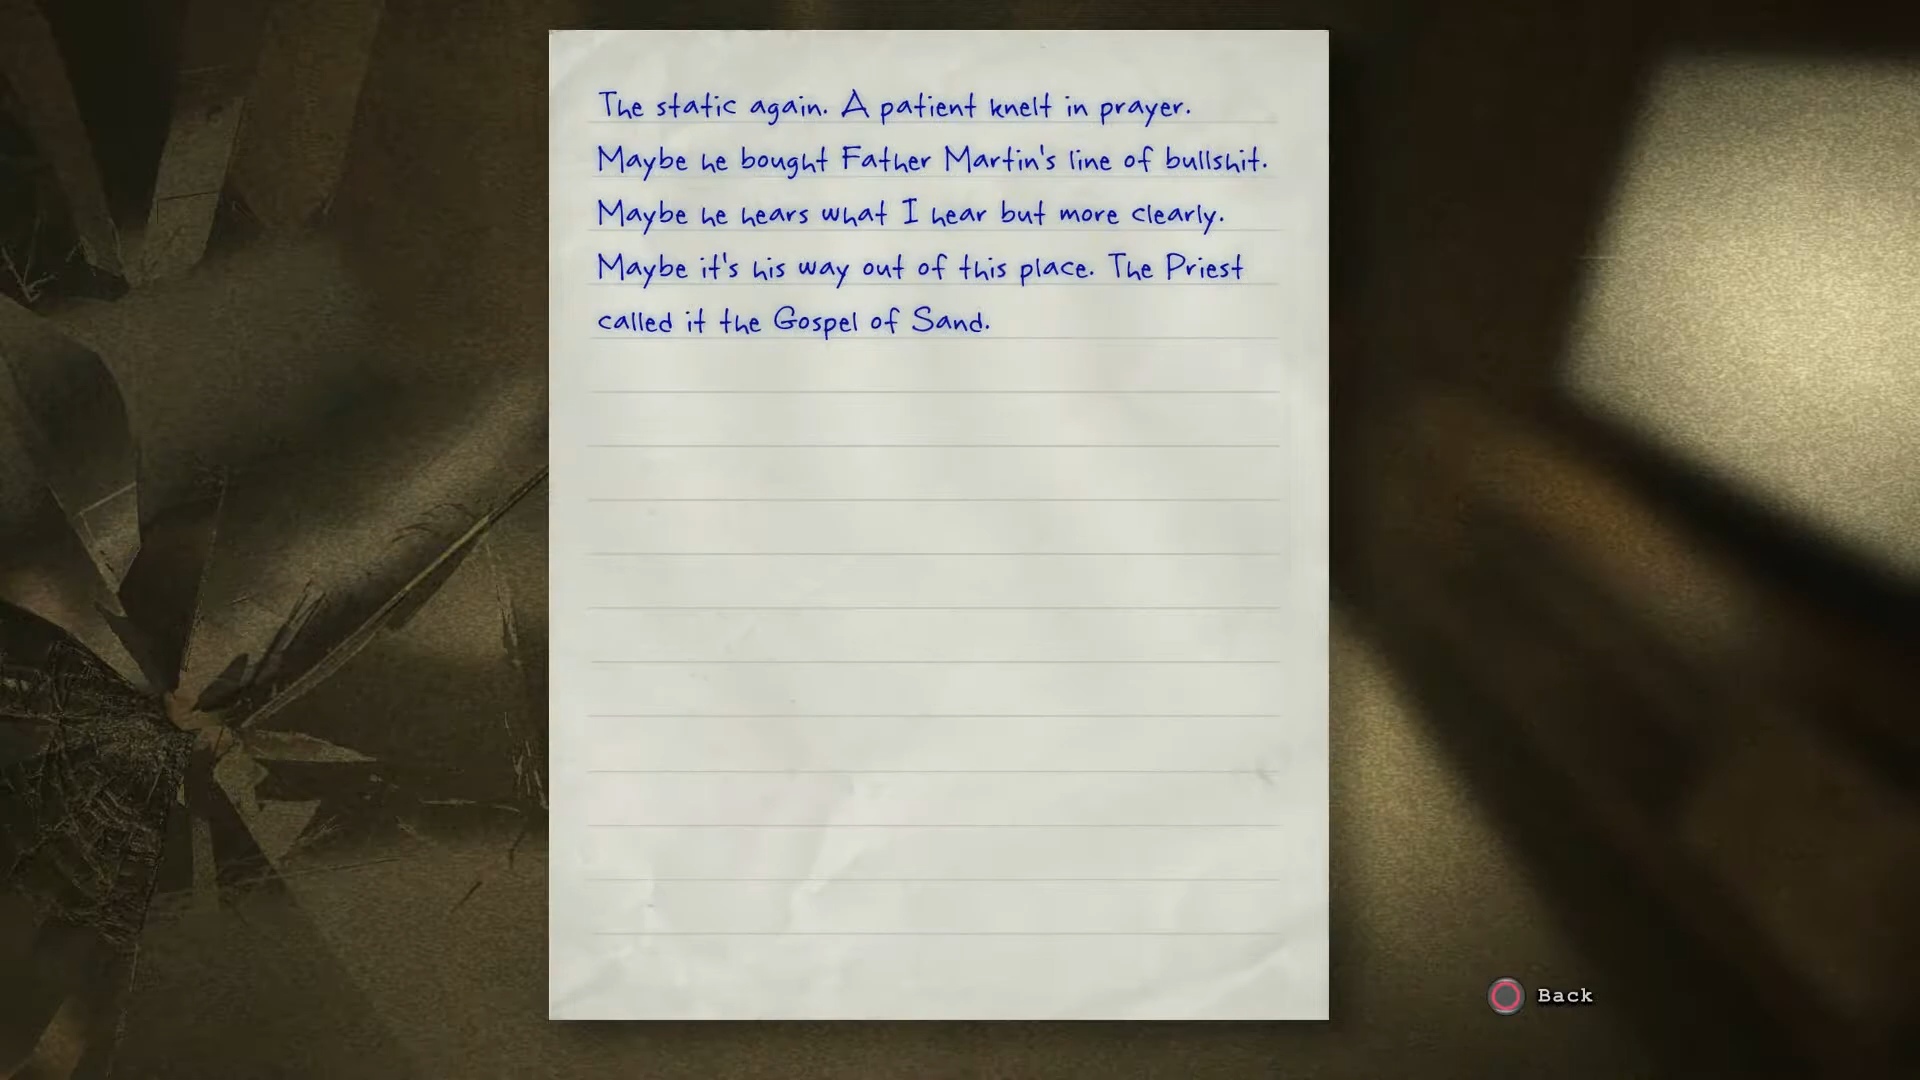 The static again. A patient knelt in prayer.
Maybe he bought Father Martin's line of bullshit.
Maybe he hears what I hear but more clearly.
Maybe it's his way out of this place. The Priest
called it the Gospel of Sand.
Back